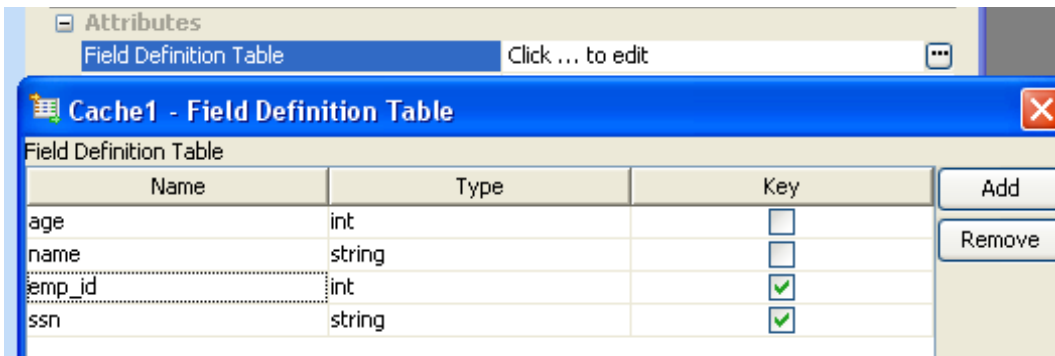 Attributes
Field Definition Table Click ... to edit ...
Cache1 - Field Definition Table
Field Definition Table
Name Type Key Add
age int
Remove
name string
emp_id int
ssn string